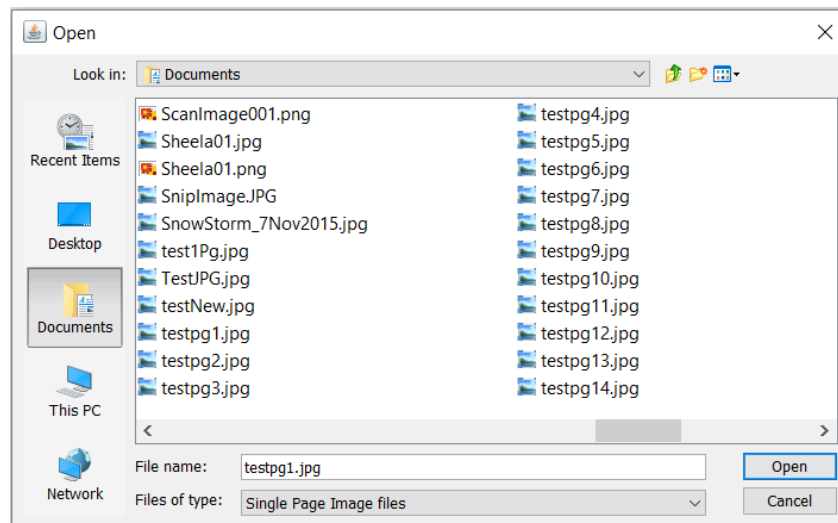 Open
Look in:
Documents
Recent Items
Desktop
Documents
This PC
Network
ScanImage001.png
Sheela01.jpg
Sheela01.png
SnipImage.JPG
SnowStorm_7Nov2015.jpg
test1Pg.jpg
TestJPG.jpg
testNew.jpg
testpg1.jpg
testpg2.jpg
testpg3.jpg
testpg4.jpg
testpg5.jpg
testpg6.jpg
testpg7.jpg
testpg8.jpg
testpg9.jpg
testpg10.jpg
testpg11.jpg
testpg12.jpg
testpg13.jpg
testpg14.jpg
File name:
testpg1.jpg
Open
Files of type:
Single Page Image files
Cancel